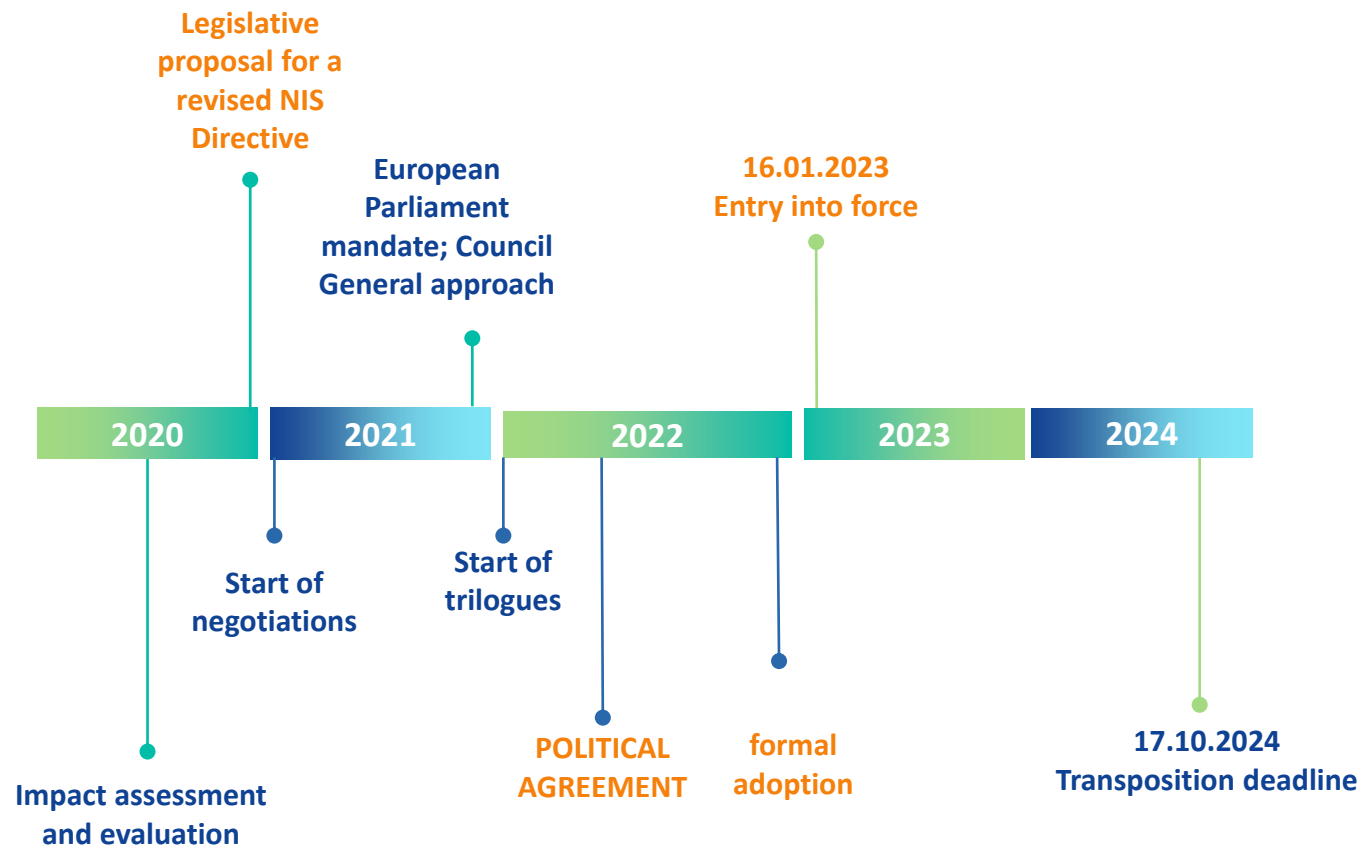 Legislative
proposal for a
revised NIS
Directive
European
Parliament
mandate; Council
General approach
16.01.2023
Entry into force
2020
2021
2022
2023
2024
Start of
negotiations
Start of
trilogues
POLITICAL
AGREEMENT
formal
adoption
17.10.2024
Transposition deadline
Impact assessment
and evaluation